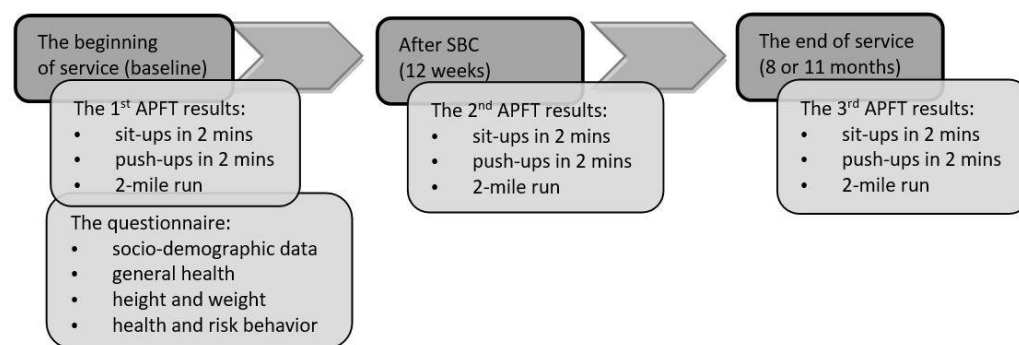 The beginning
of service (baseline)
The 1st APFT results:
• sit-ups in 2 mins
• push-ups in 2 mins
• 2-mile run
The questionnaire:
• socio-demographic data
• general health
• height and weight
• health and risk behavior
After SBC
(12 weeks)
The 2nd APFT results:
• sit-ups in 2 mins
• push-ups in 2 mins
• 2-mile run
The end of service
(8 or 11 months)
The 3rd APFT results:
• sit-ups in 2 mins
• push-ups in 2 mins
• 2-mile run